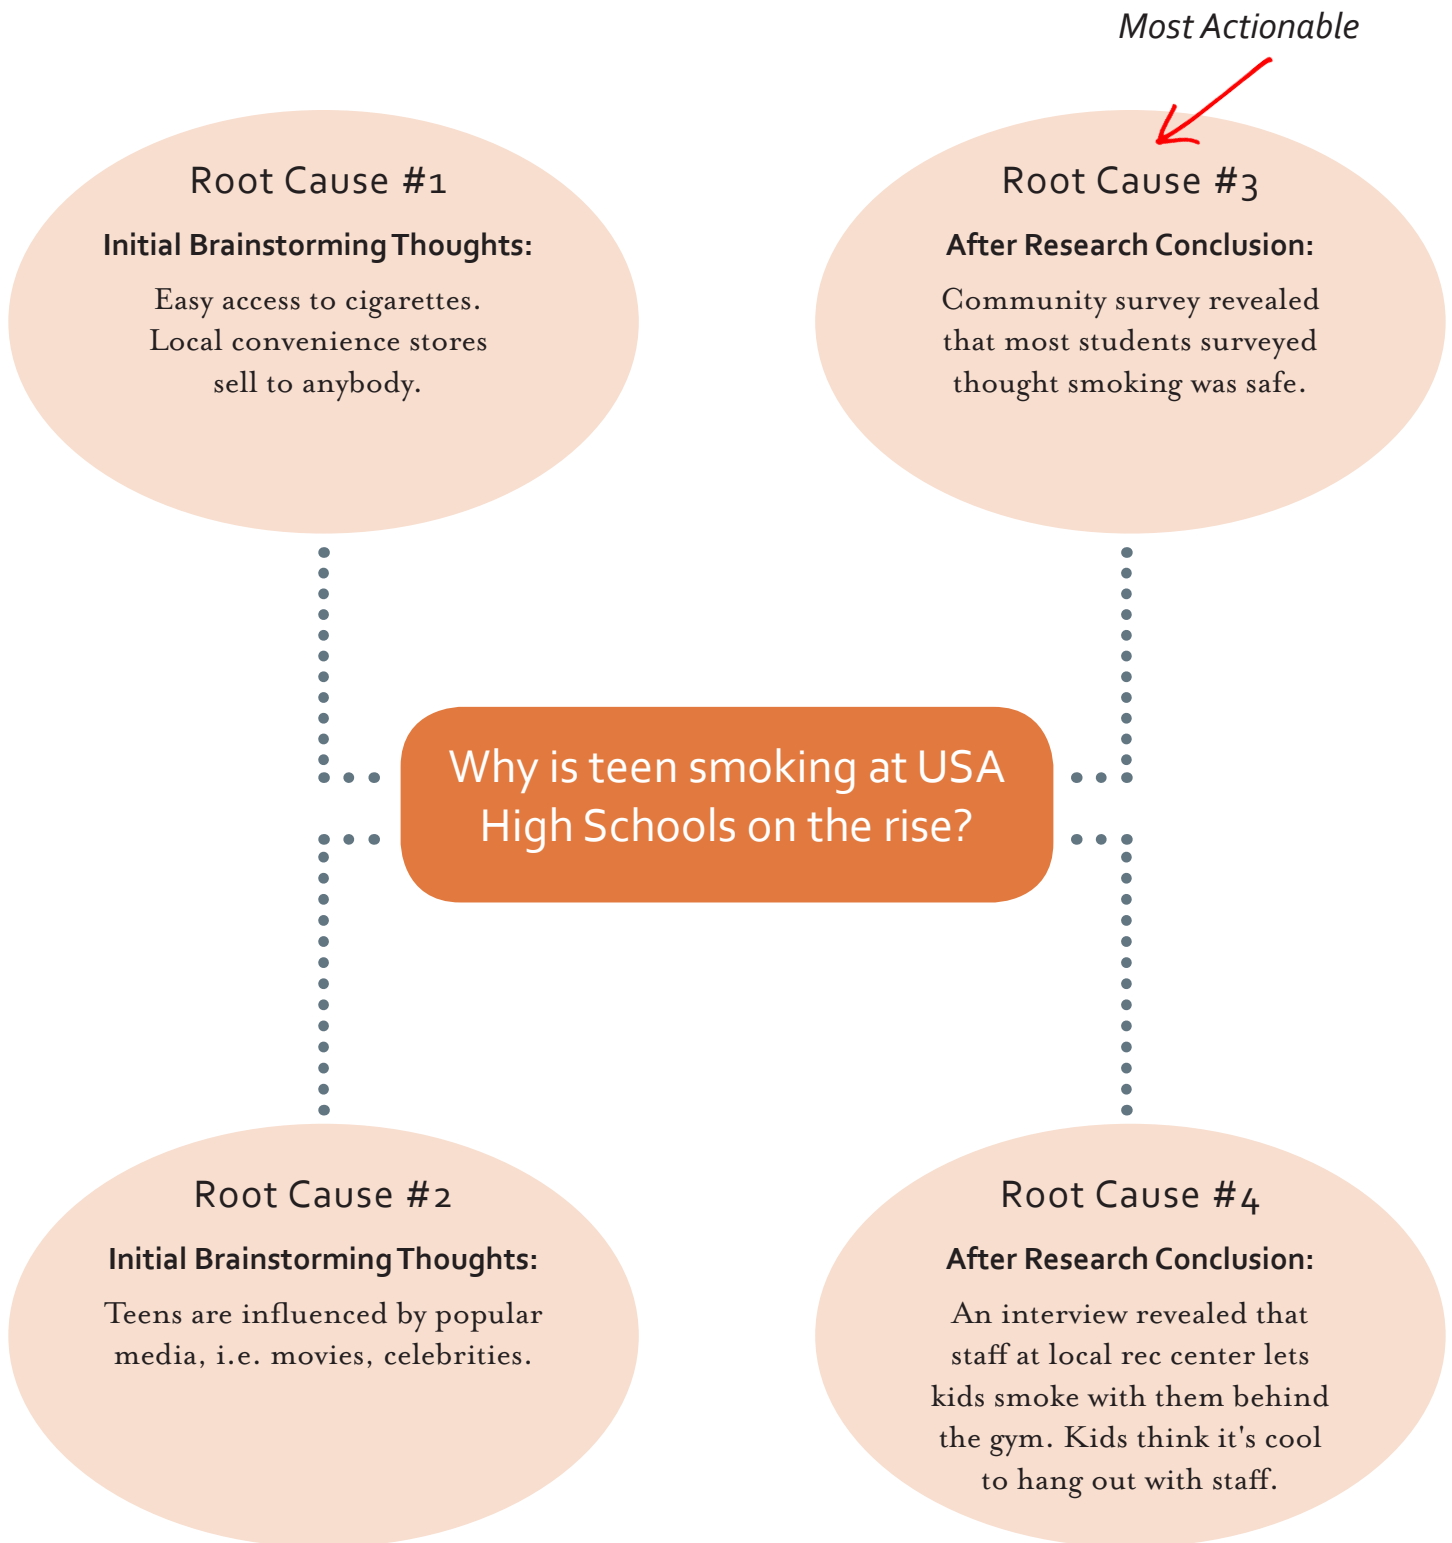 Most Actionable
Root Cause #1
Initial Brainstorming Thoughts:
Easy access to cigarettes.
Local convenience stores
sell to anybody.
Root Cause #3
After Research Conclusion:
Community survey revealed
that most students surveyed
thought smoking was safe.
Why is teen smoking at USA
High Schools on the rise?
Root Cause #2
Initial Brainstorming Thoughts:
Teens are influenced by popular
media, i.e. movies, celebrities.
Root Cause #4
After Research Conclusion:
An interview revealed that
staff at local rec center lets
kids smoke with them behind
the gym. Kids think it's cool
to hang out with staff.